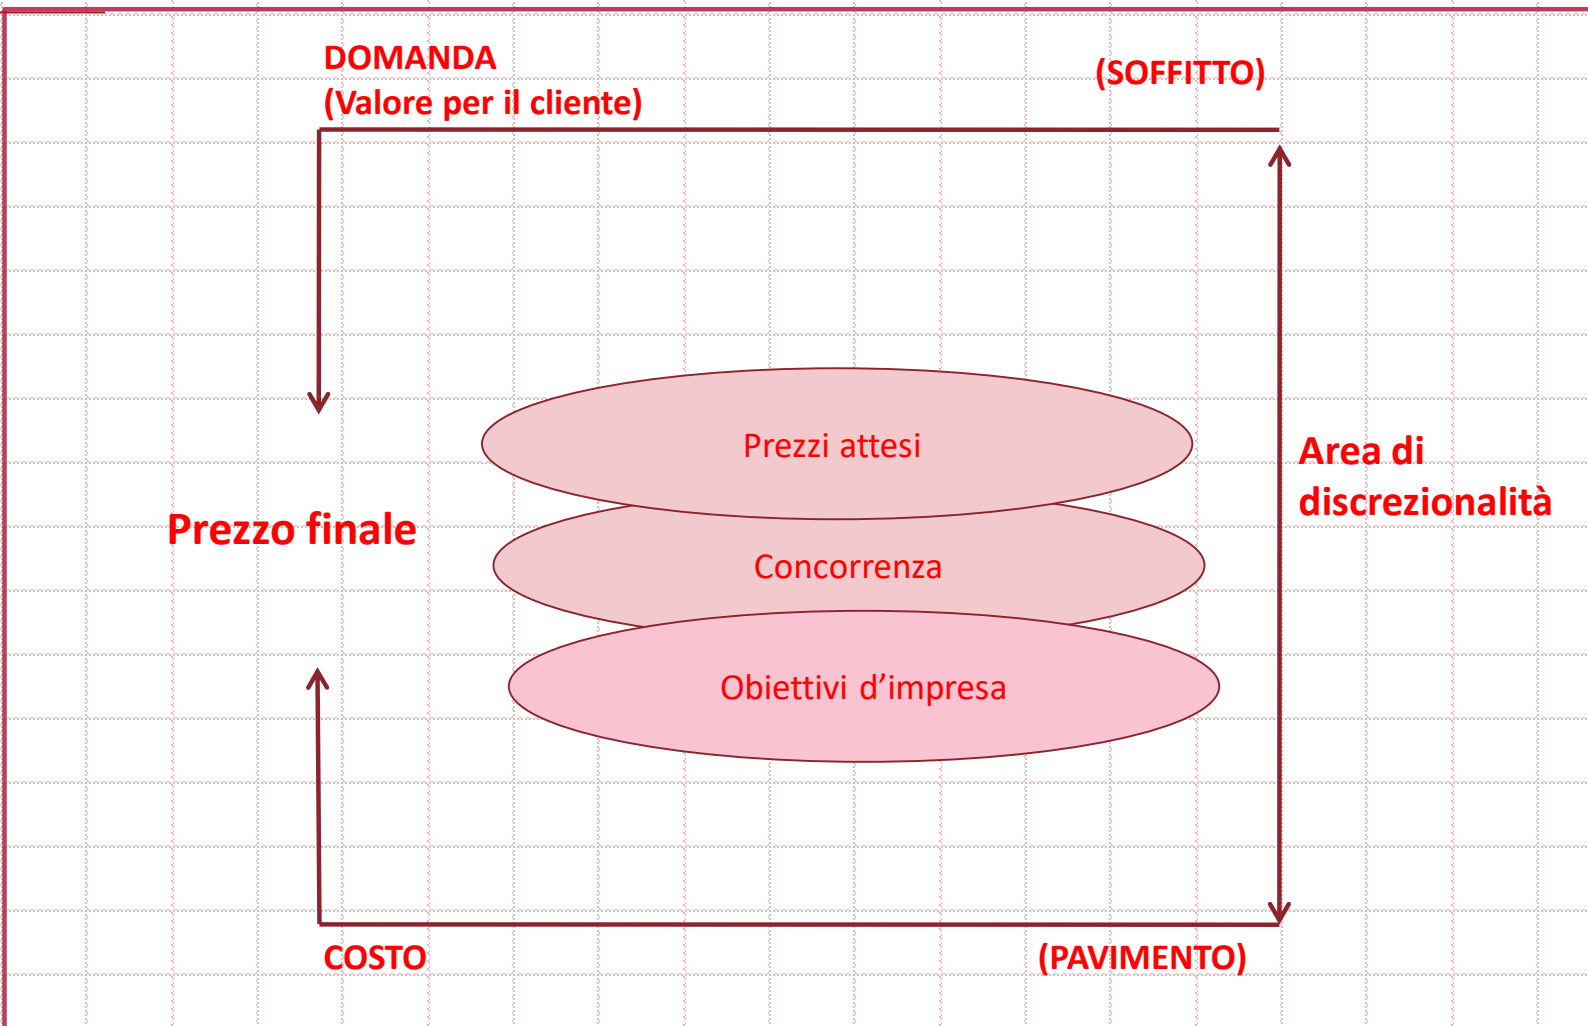 DOMANDA
(Valore per il cliente)
(SOFFITTO)
Prezzi attesi
Area di
discrezionalità
Prezzo finale
Concorrenza
Obiettivi d’impresa
COSTO
(PAVIMENTO)